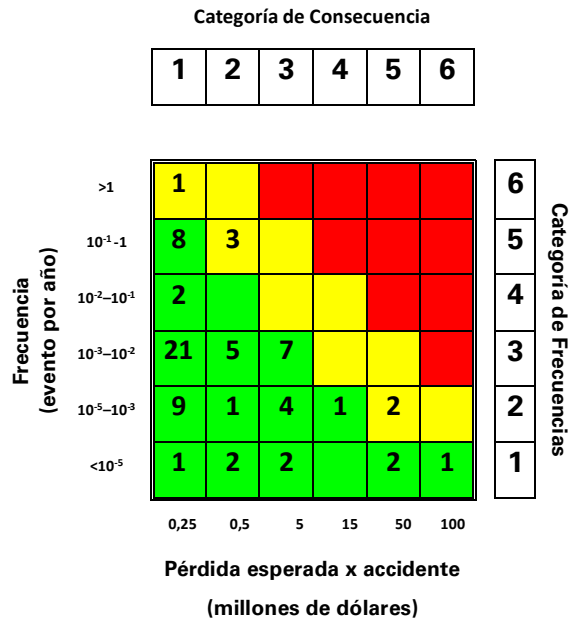 Categoría de Consecuencia
1 2 3 4 5 6
>1 1 6
10⁻¹-1 8 3 5
10⁻²–10⁻¹ 2 4
10⁻³–10⁻² 21 5 7 3
10⁻⁵–10⁻³ 9 1 4 1 2 2
<10⁻⁵ 1 2 2 2 1 1
Frecuencia
(evento por año)
Categoría de Frecuencias
0,25 0,5 5 15 50 100
Pérdida esperada x accidente
(millones de dólares)